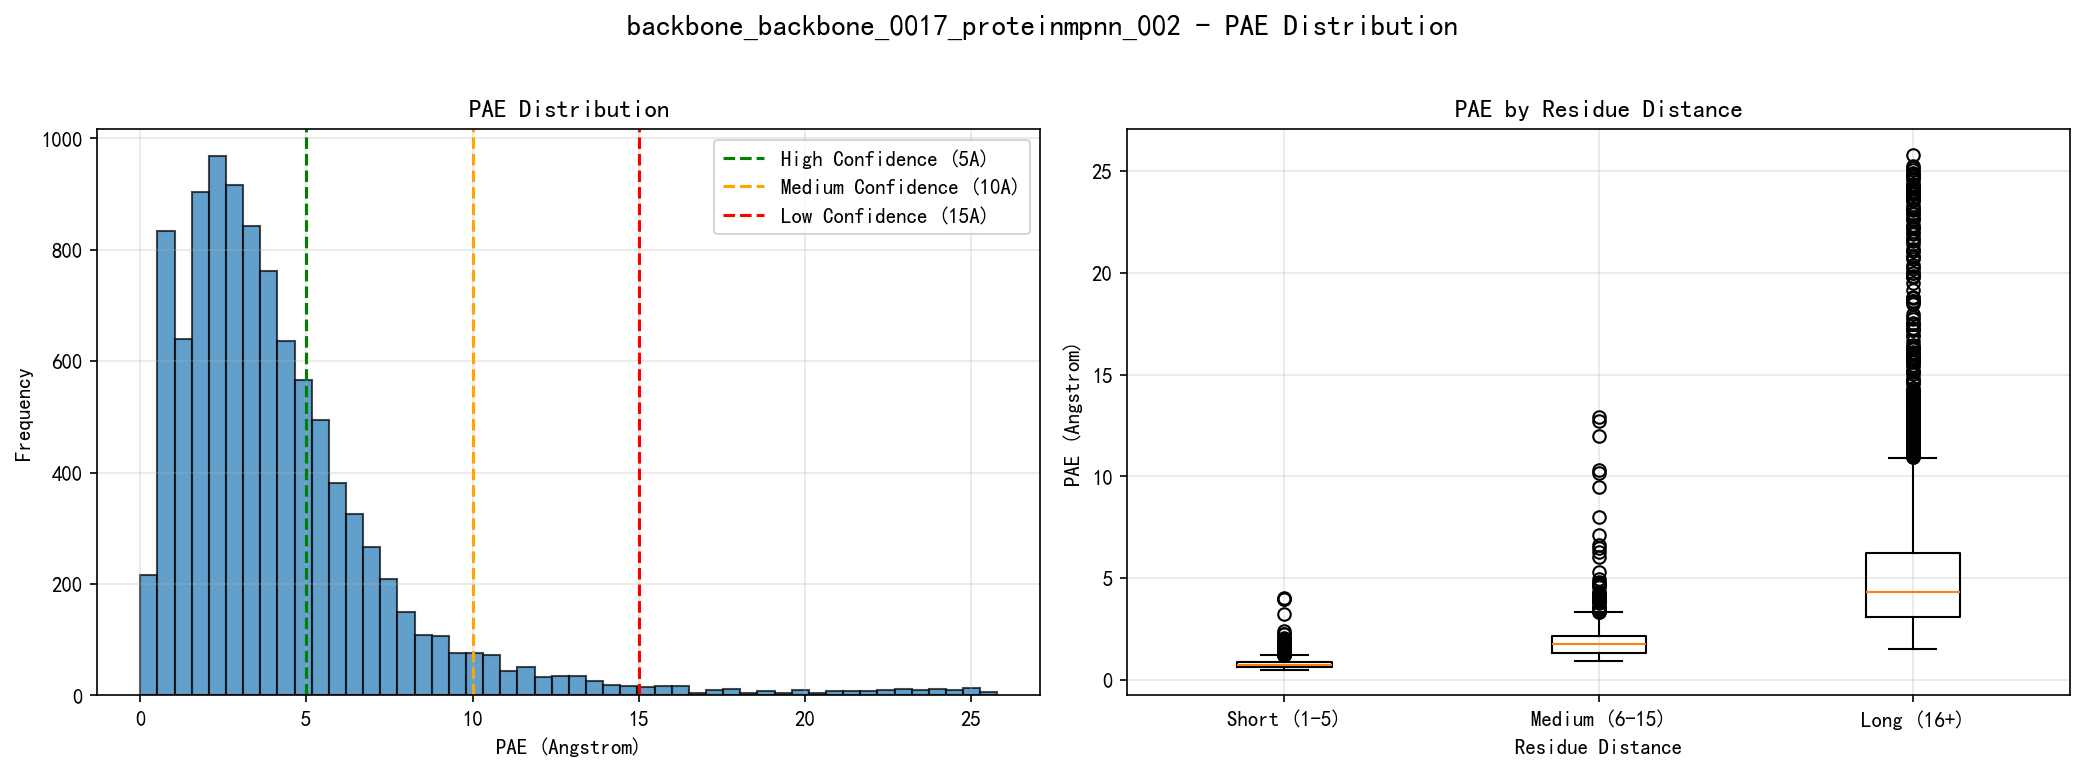 backbone_backbone_0017_proteinmpnn_002 - PAE Distribution
PAE Distribution
1000
800
600
400
200
0
Frequency
High Confidence (5A)
Medium Confidence (10A)
Low Confidence (15A)
0 5 10 15 20 25
PAE (Angstrom)
PAE by Residue Distance
25
20
15
10
5
0
PAE (Angstrom)
Short (1-5) Medium (6-15) Long (16+)
Residue Distance